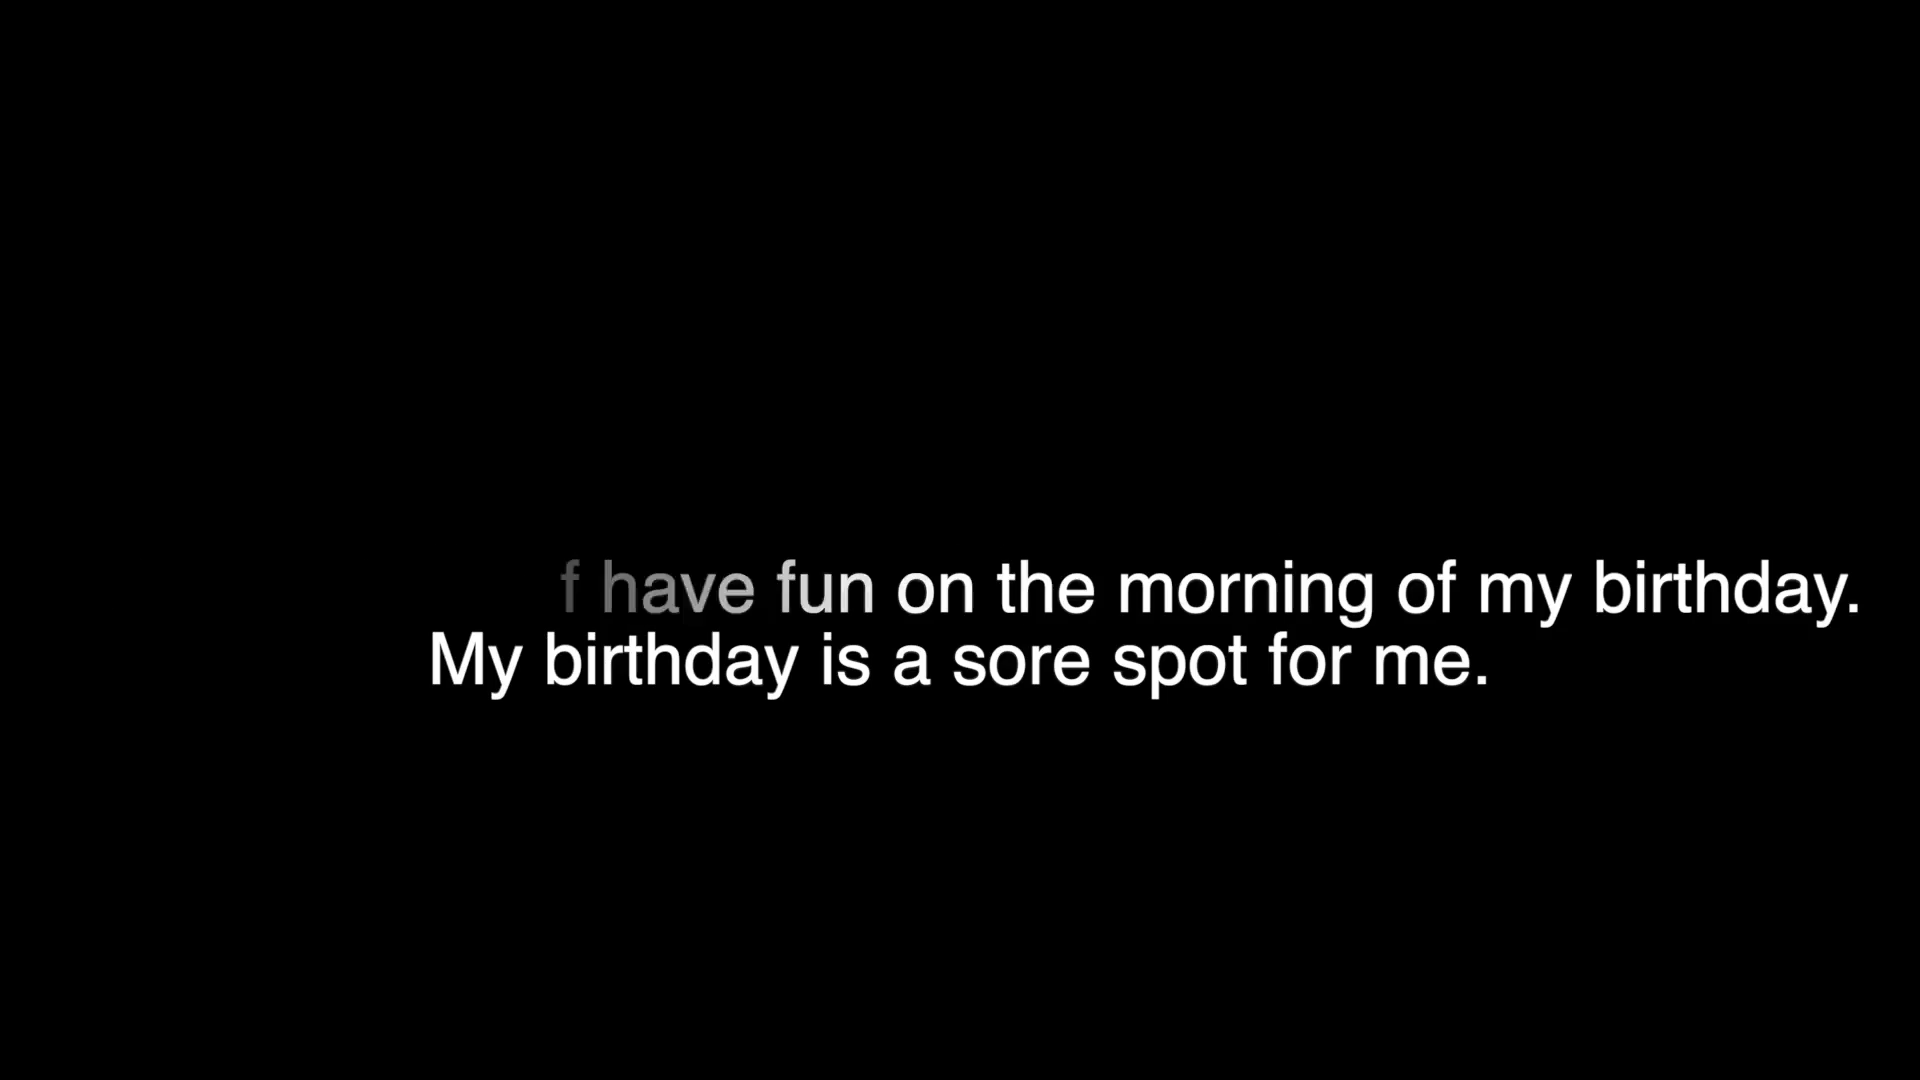 f have fun on the morning of my birthday.
My birthday is a sore spot for me.